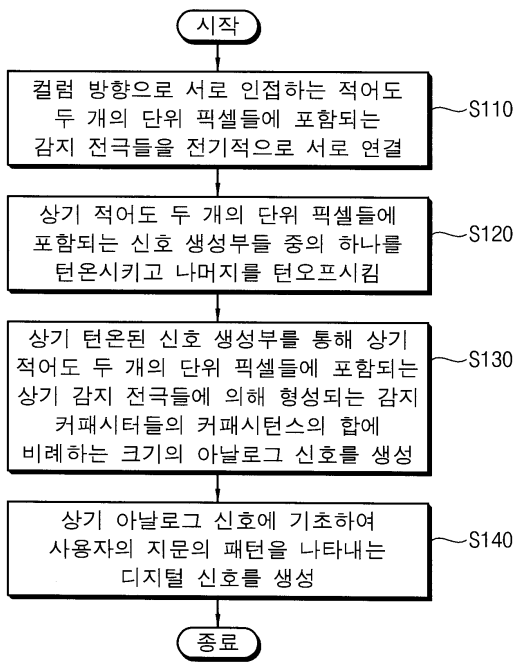 시작
컬럼 방향으로 서로 인접하는 적어도
두 개의 단위 픽셀들에 포함되는
감지 전극들을 전기적으로 서로 연결
S110
상기 적어도 두 개의 단위 픽셀들에
포함되는 신호 생성부들 중의 하나를
턴온시키고 나머지를 턴오프시킴
S120
상기 턴온된 신호 생성부를 통해 상기
적어도 두 개의 단위 픽셀들에 포함되는
상기 감지 전극들에 의해 형성되는 감지
커패시터들의 커패시턴스의 합에
비례하는 크기의 아날로그 신호를 생성
S130
상기 아날로그 신호에 기초하여
사용자의 지문의 패턴을 나타내는
디지털 신호를 생성
S140
종료